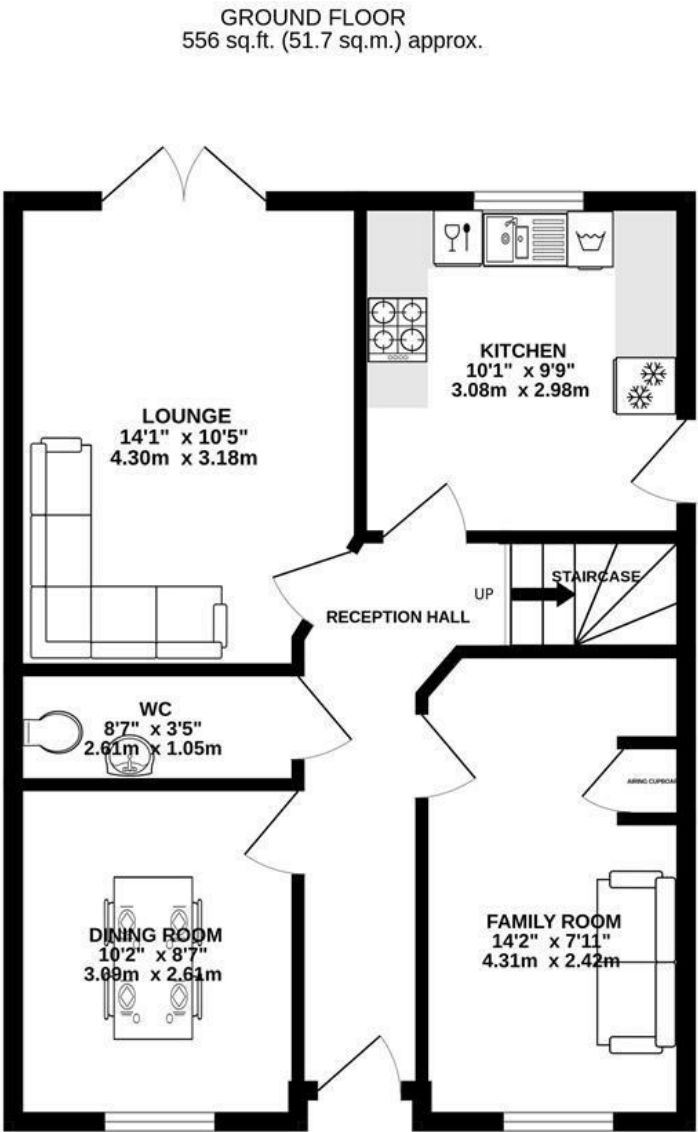 GROUND FLOOR
556 sq.ft. (51.7 sq.m.) approx.
KITCHEN
10'1" x 9'9"
3.08m x 2.98m
LOUNGE
14'1" x 10'5"
4.30m x 3.18m
STAIRCASE
UP
RECEPTION HALL
WC
8'7" x 3'5"
2.61m x 1.05m
AIRING CUPBOAR
FAMILY ROOM
14'2" x 7'11"
4.31m x 2.42m
DINING ROOM
10'2" x 8'7"
3.09m x 2.61m